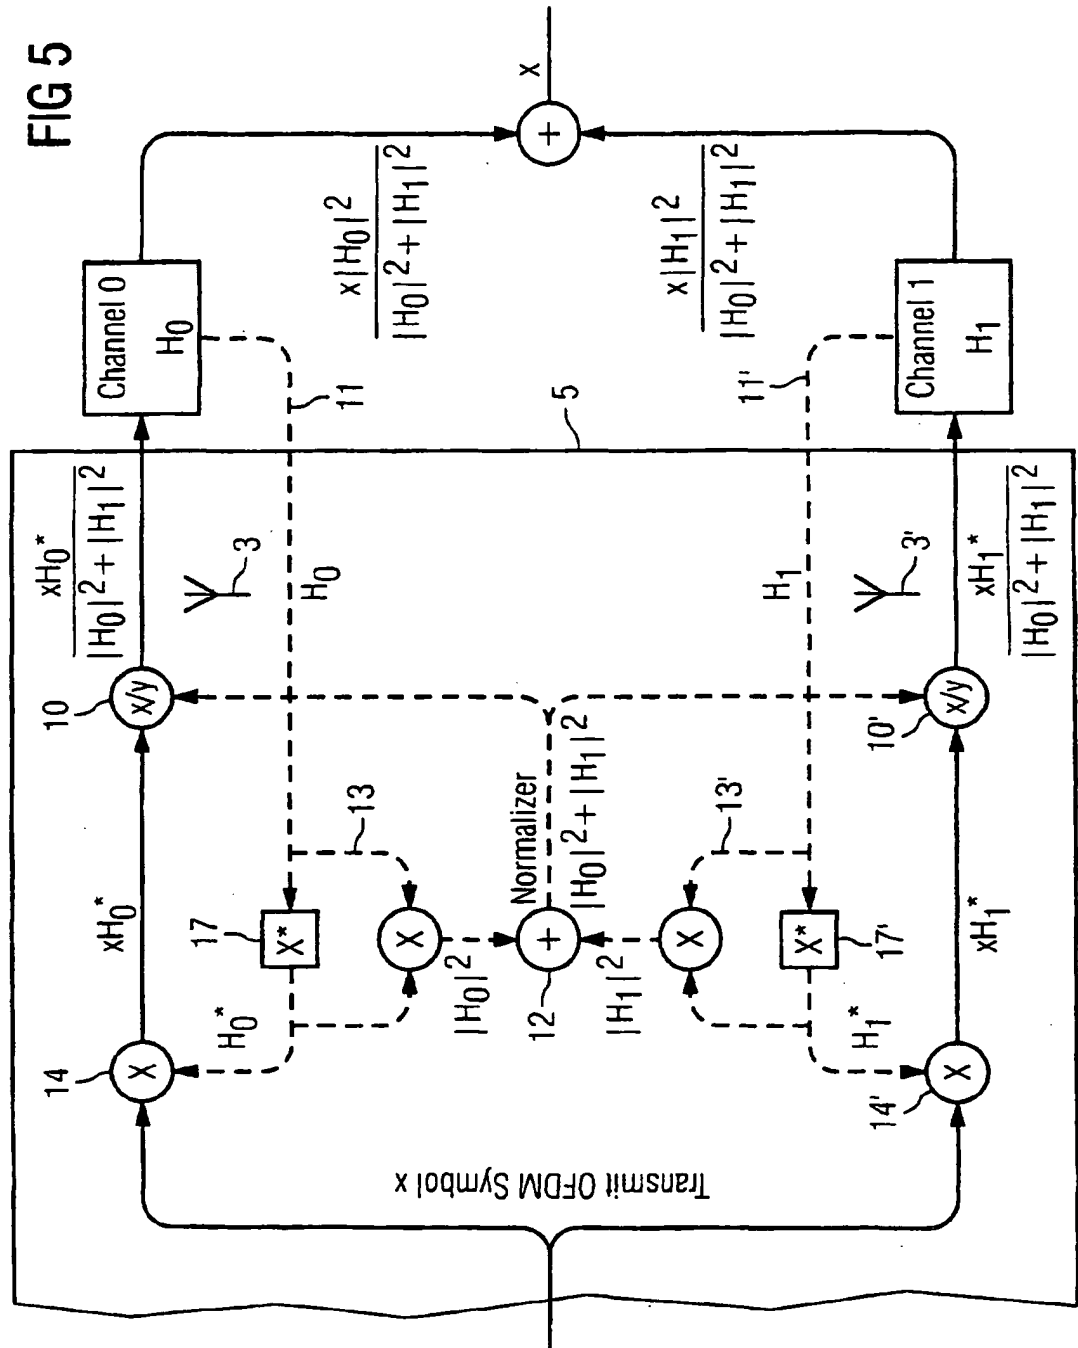 FIG 5
Transmit OFDM Symbol x
14
X
H₀*
xH₀*
17
X*
13
X
|H₀|²
12
+
Normalizer
|H₀|² + |H₁|²
|H₁|²
X
13'
X*
17'
H₁*
14'
X
xH₁*
10
x/y
10'
x/y
xH₀*
|H₀|² + |H₁|²
3
H₀
H₁
3'
xH₁*
|H₀|² + |H₁|²
5
11
11'
Channel 0
H₀
Channel 1
H₁
x|H₀|²
|H₀|² + |H₁|²
x|H₁|²
|H₀|² + |H₁|²
+
x